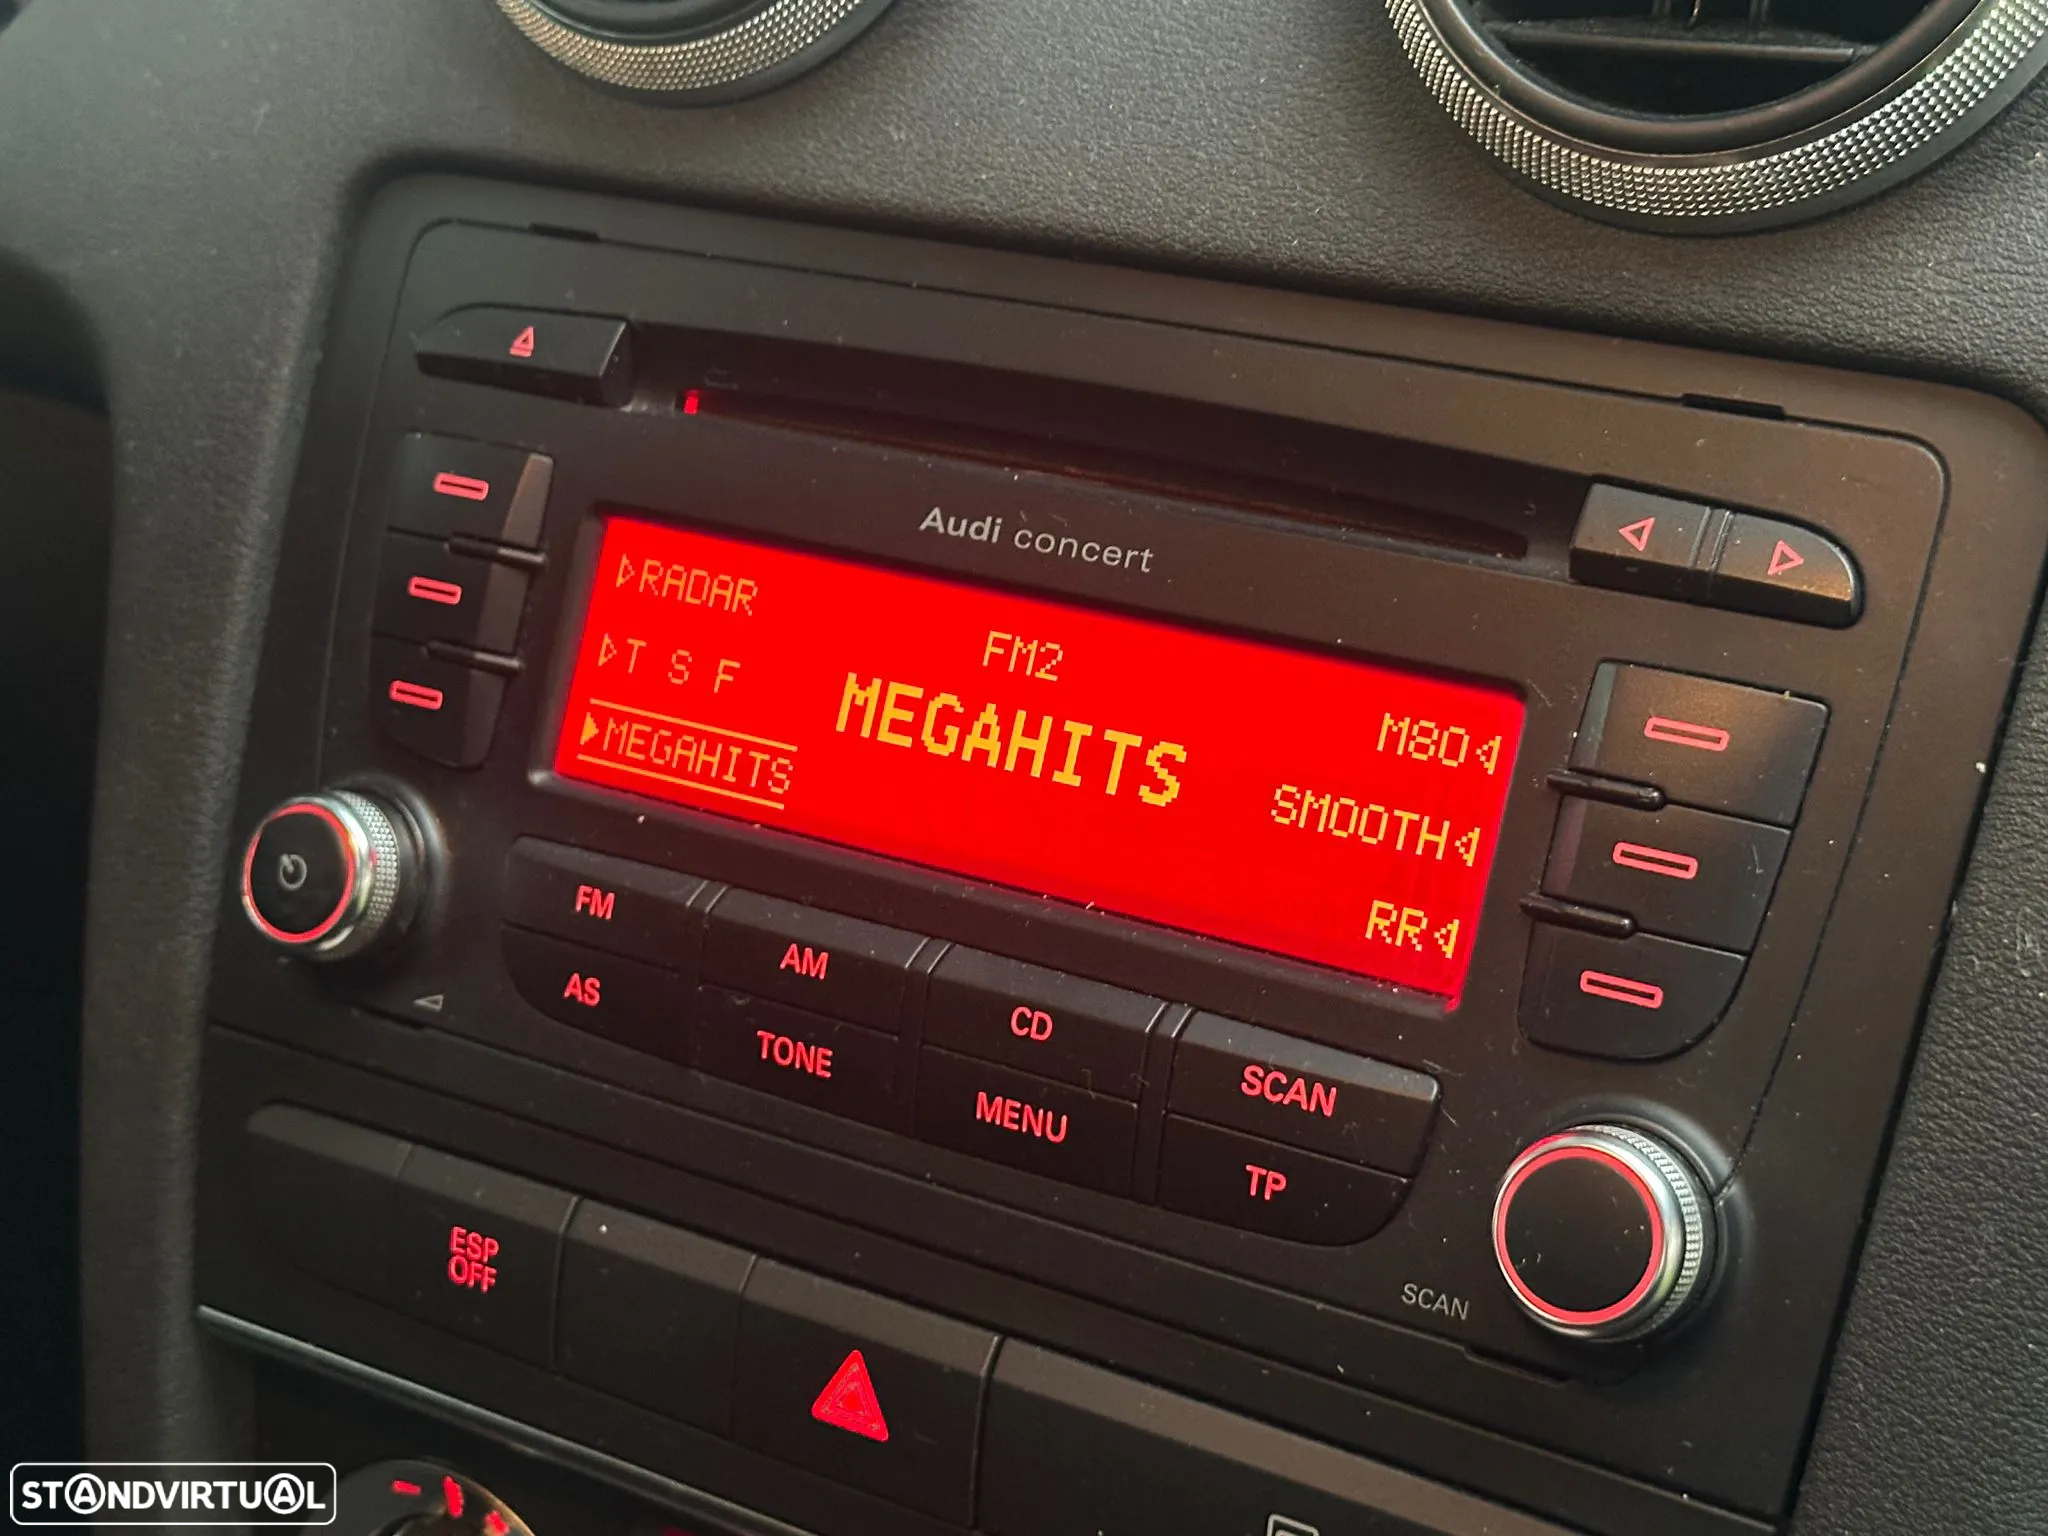 Audi concert
RADAR
FM2
T S F
MEGAHITS
M80
MEGAHITS
SMOOTH
RR
FM
AM
CD
SCAN
AS
TONE
MENU
TP
ESP
OFF
SCAN
STANDVIRTUAL